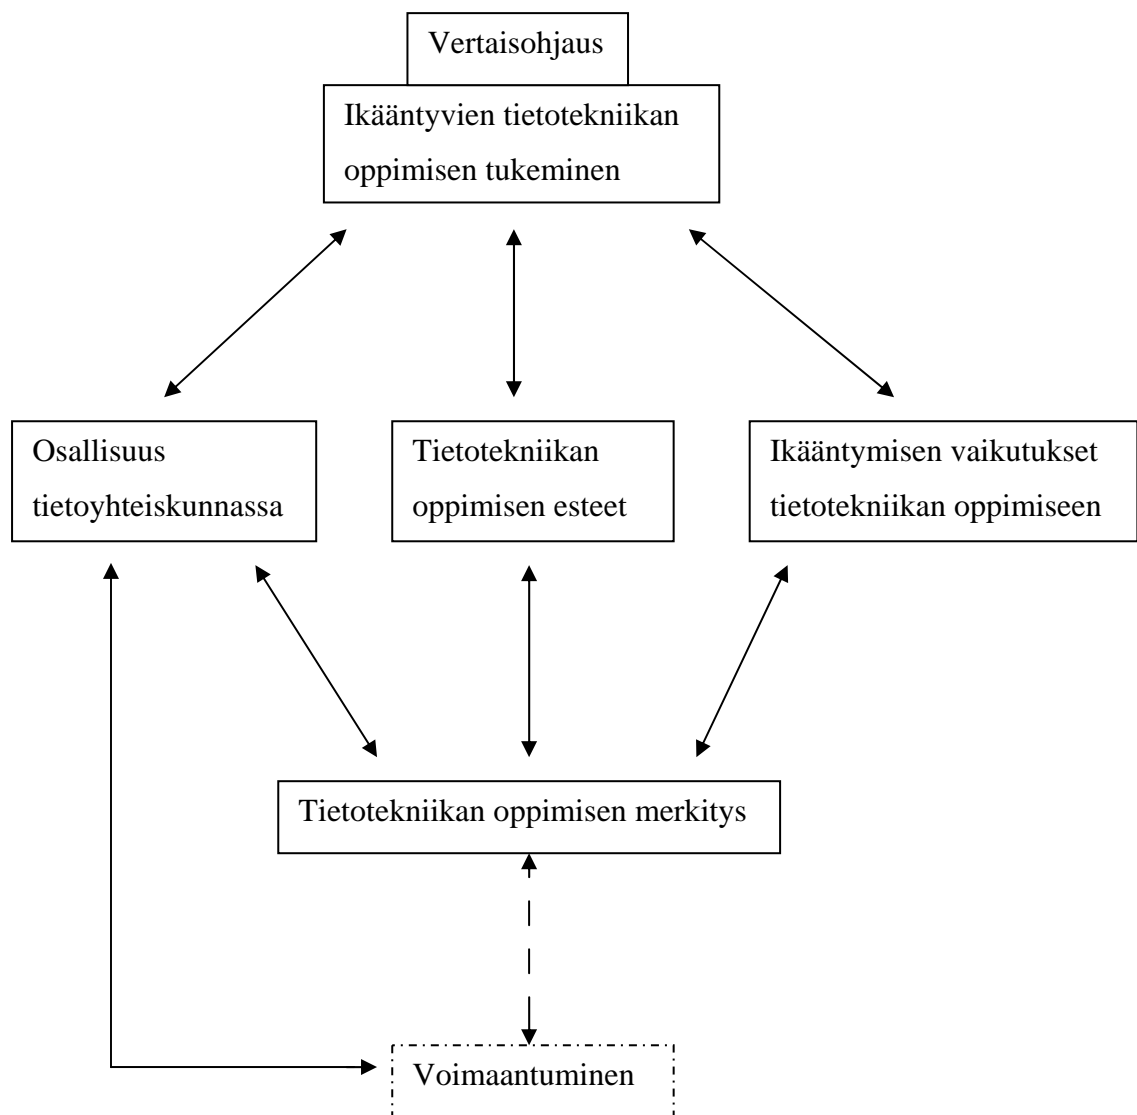 Vertaisohjaus
Ikääntyvien tietotekniikan
oppimisen tukeminen
Osallisuus
tietoyhteiskunnassa
Tietotekniikan
oppimisen esteet
Ikääntymisen vaikutukset
tietotekniikan oppimiseen
Tietotekniikan oppimisen merkitys
Voimaantuminen